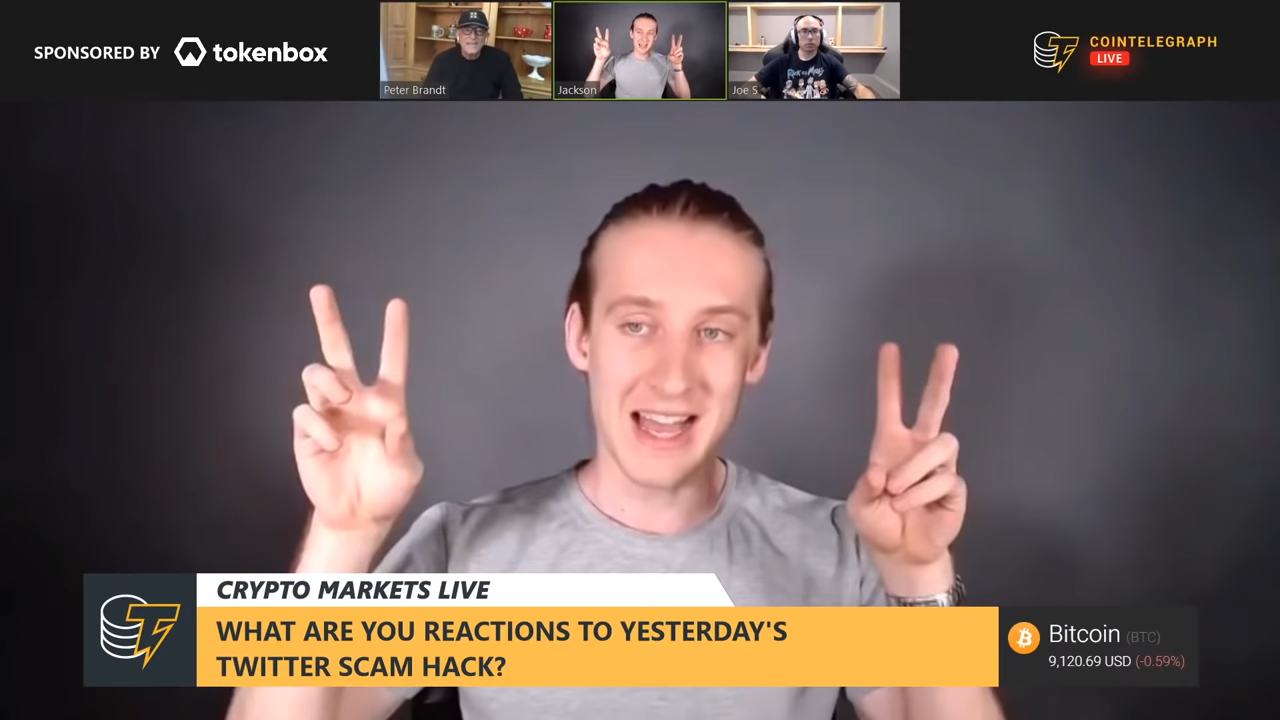 SPONSORED BY tokenbox
Peter Brandt
Jackson
Joe S
COINTELEGRAPH
LIVE
CRYPTO MARKETS LIVE
WHAT ARE YOU REACTIONS TO YESTERDAY'S
TWITTER SCAM HACK?
Bitcoin (BTC)
9,120.69 USD (-0.59%)